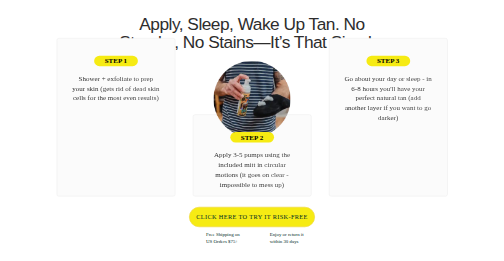 Apply, Sleep, Wake Up Tan. No
No Stains—It's That
STEP 1
Shower + exfoliate to prep
your skin (gets rid of dead skin
cells for the most even results)
STEP 2
Apply 3-5 pumps using the
included mitt in circular
motions (it goes on clear -
impossible to mess up)
STEP 3
Go about your day or sleep - in
6-8 hours you'll have your
perfect natural tan (add
another layer if you want to go
darker)
CLICK HERE TO TRY IT RISK-FREE
Free Shipping on
US Orders $75+
Enjoy or return it
within 30 days